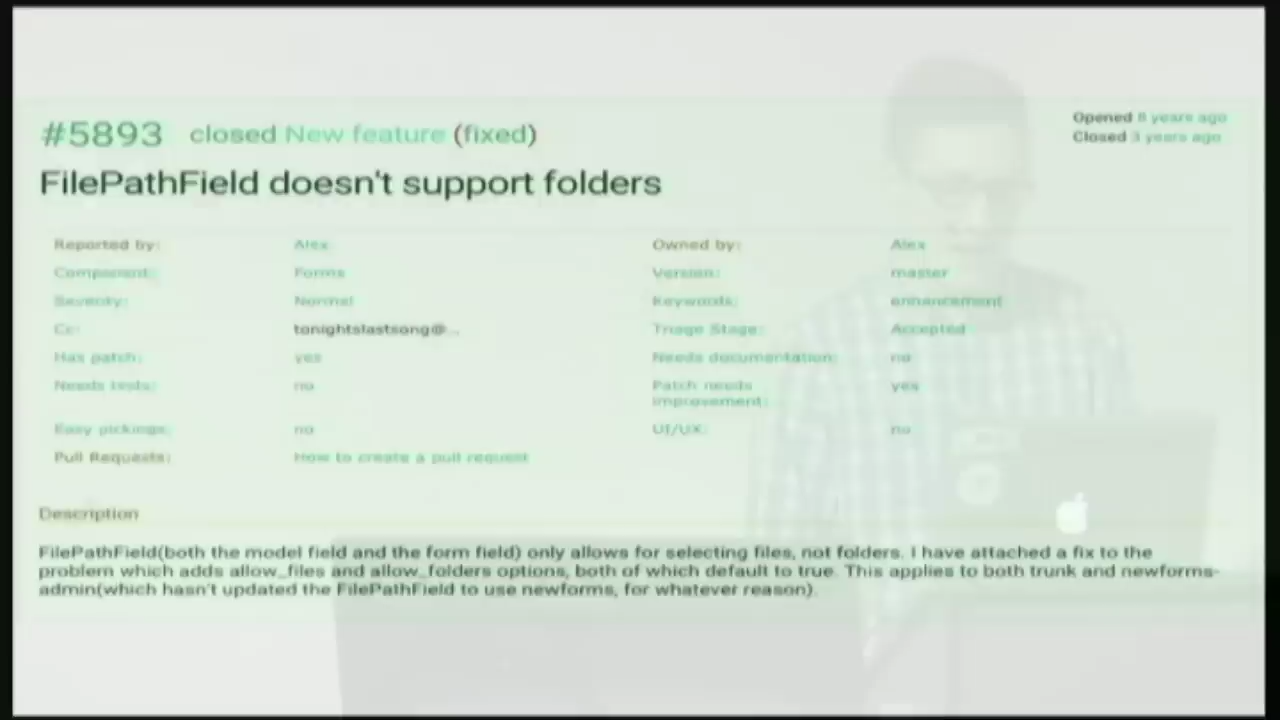 #5893 closed New feature (fixed)
Opened 8 years ago
Closed 3 years ago
FilePathField doesn't support folders
Reported by: Alex Owned by: Alex
Component: Forms Version: master
Severity: Normal Keywords: enhancement
Cc: tonightslastsong@... Triage Stage: Accepted
Has patch: yes Needs documentation: no
Needs tests: no Patch needs improvement: yes
Easy pickings: no UI/UX: no
Pull Requests: How to create a pull request
Description
FilePathField(both the model field and the form field) only allows for selecting files, not folders. I have attached a fix to the
problem which adds allow_files and allow_folders options, both of which default to true. This applies to both trunk and newforms-
admin(which hasn't updated the FilePathField to use newforms, for whatever reason).